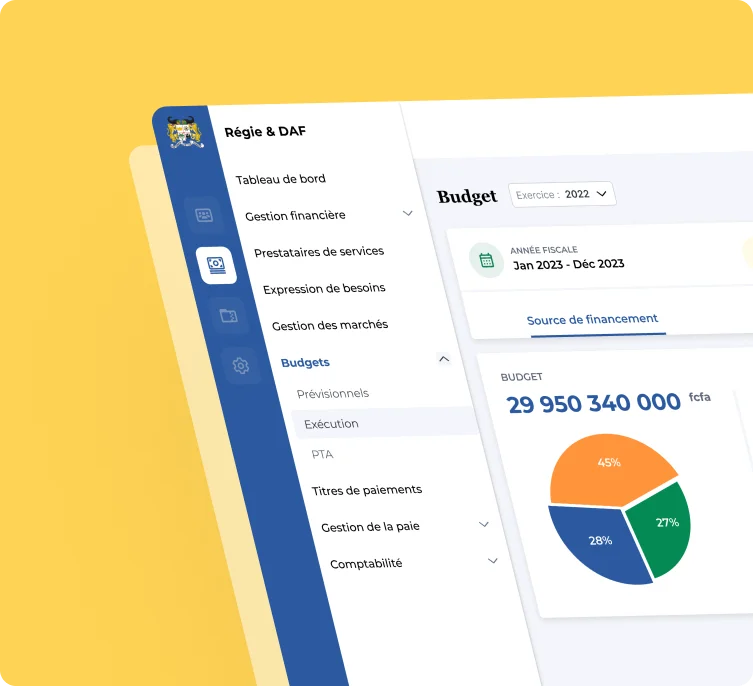 Régie & DAF
Tableau de bord
Gestion financière
Prestataires de services
Expression de besoins
Gestion des marchés
Budgets
Prévisionnels
Exécution
PTA
Titres de paiements
Gestion de la paie
Comptabilité
Budget
Exercice : 2022
ANNÉE FISCALE
Jan 2023 - Déc 2023
Source de financement
BUDGET
29 950 340 000 fcfa
45%
27%
28%